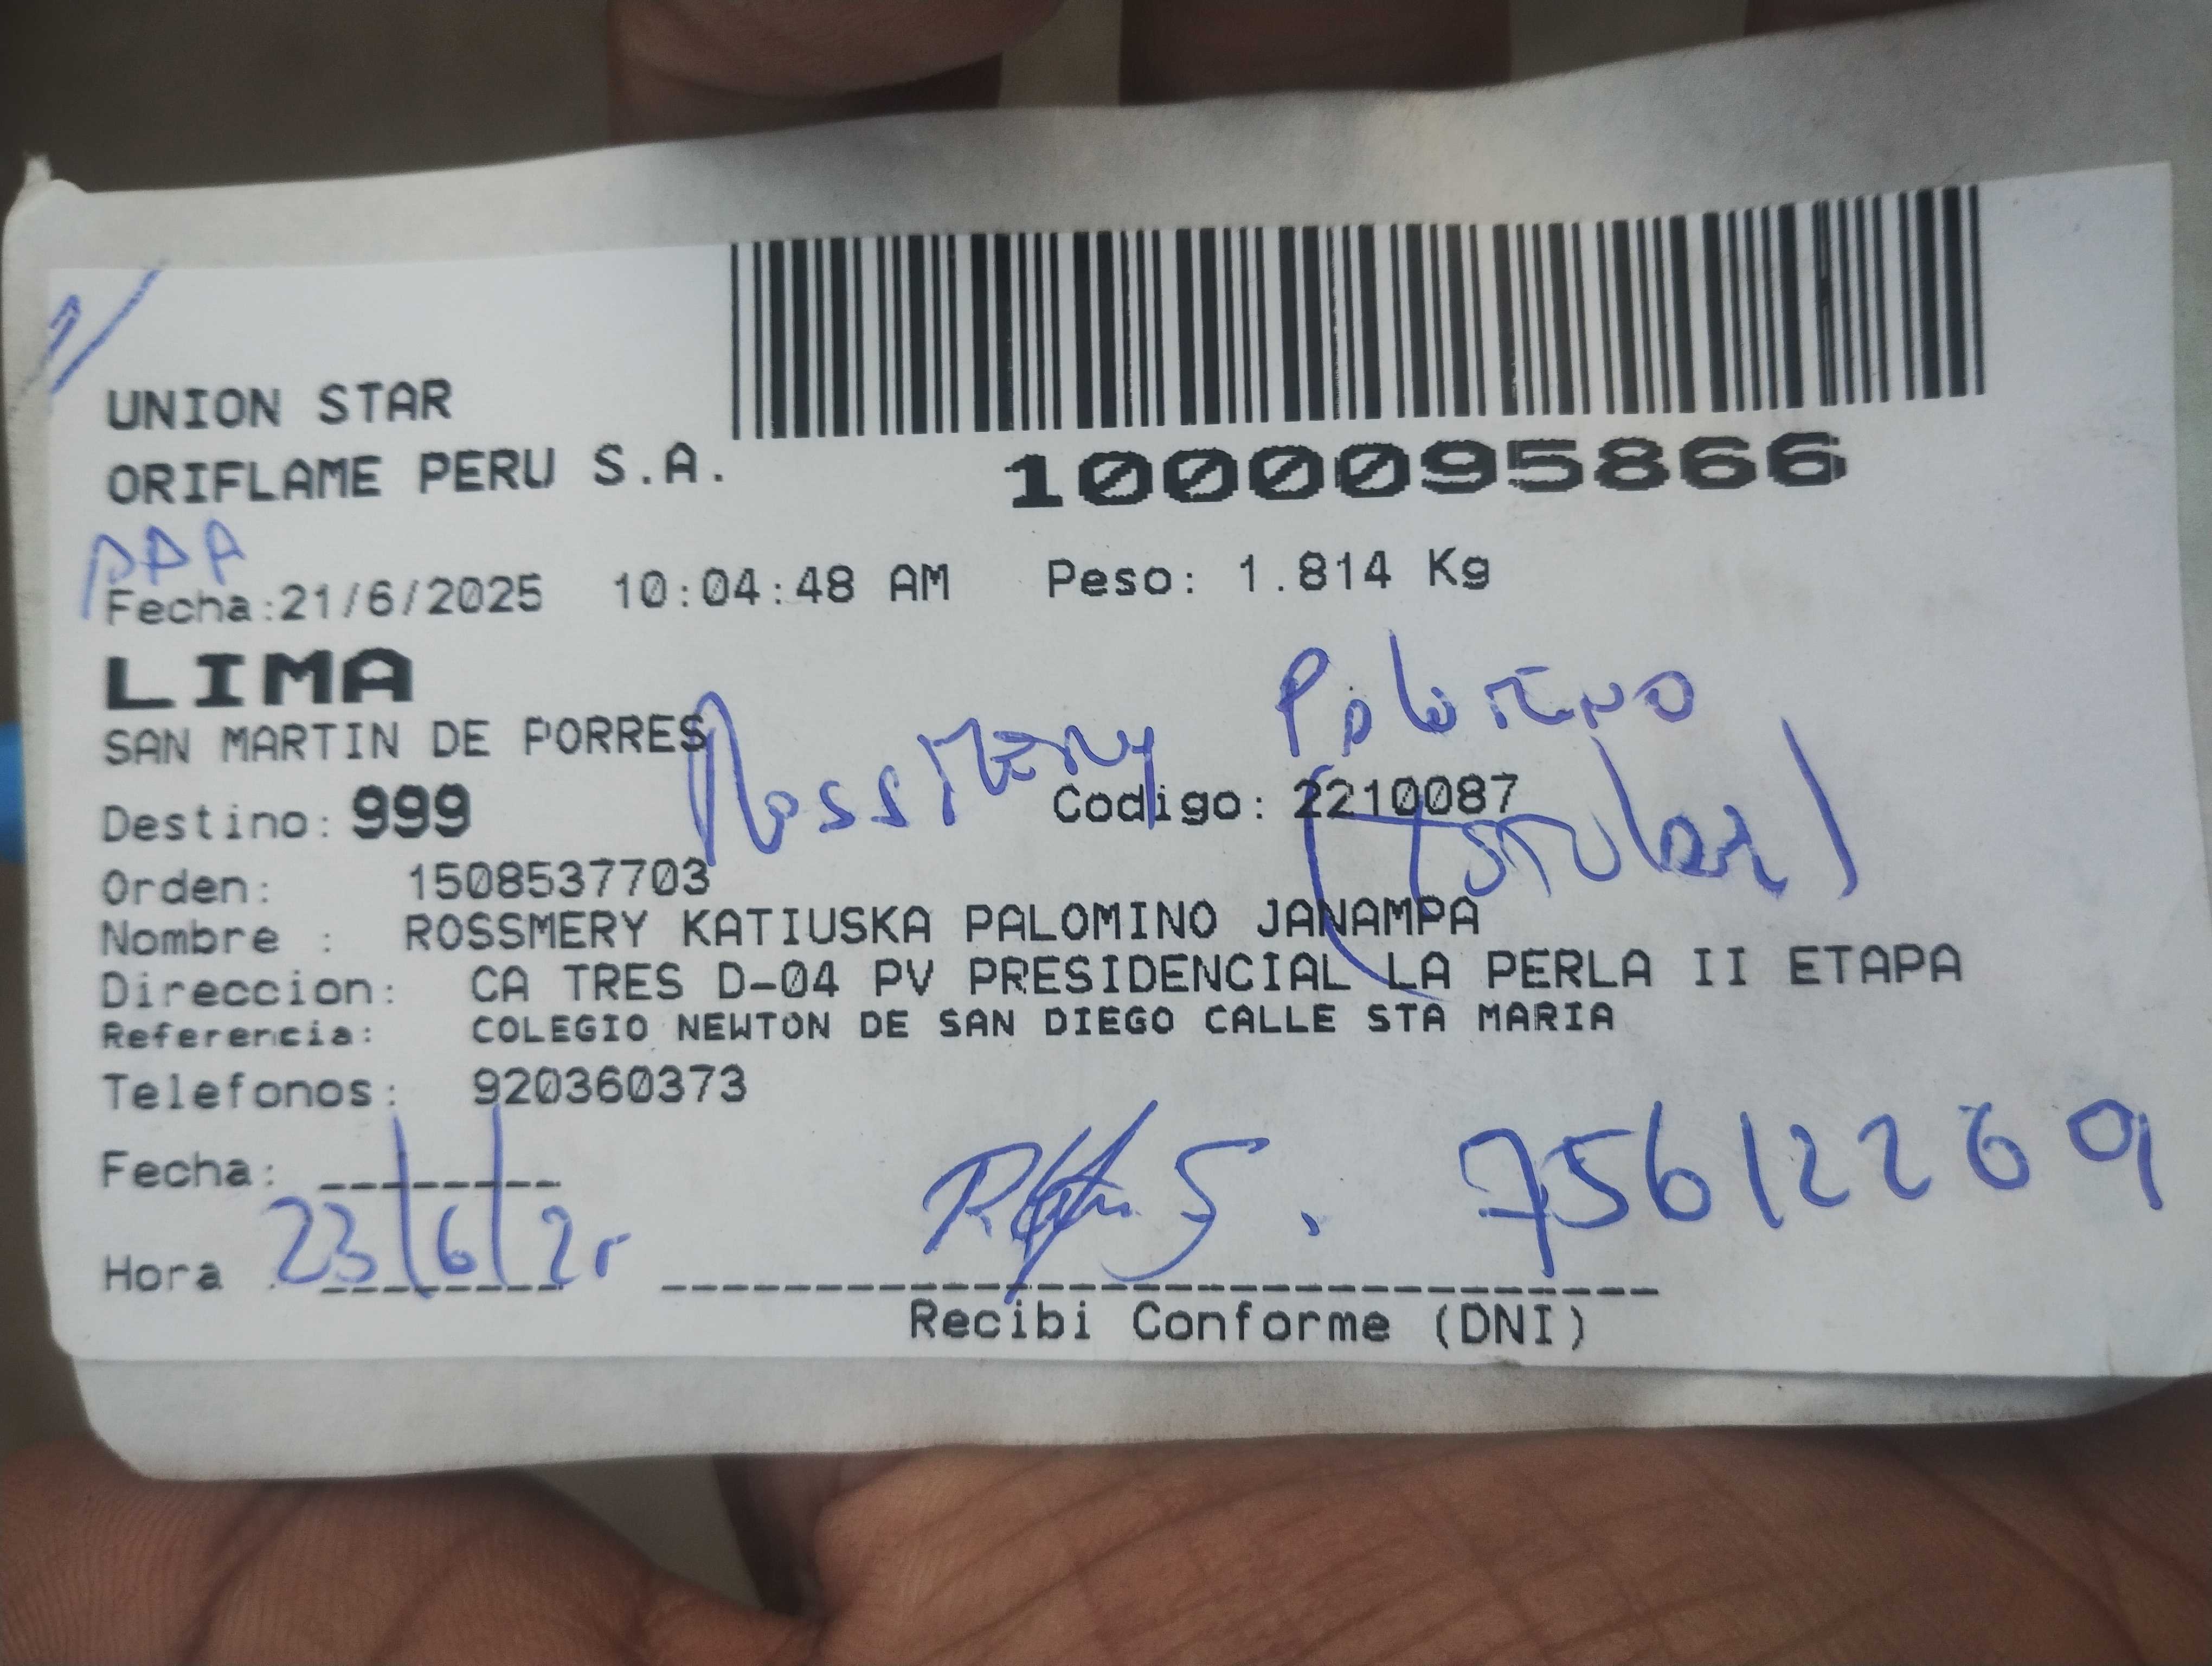 UNION STAR
ORIFLAME PERU S.A.
1000095866
PPA
Fecha:21/6/2025 10:04:48 AM Peso: 1.814 Kg
LIMA
SAN MARTIN DE PORRES
Rossmery Palomino
Destino: 999 Codigo: 2210087
(Titular)
Orden: 1508537703
Nombre : ROSSMERY KATIUSKA PALOMINO JANAMPA
Direccion: CA TRES D-04 PV PRESIDENCIAL LA PERLA II ETAPA
Referencia: COLEGIO NEWTON DE SAN DIEGO CALLE STA MARIA
Telefonos: 920360373
Fecha: 75612269
Hora 23/6/25
Recibi Conforme (DNI)